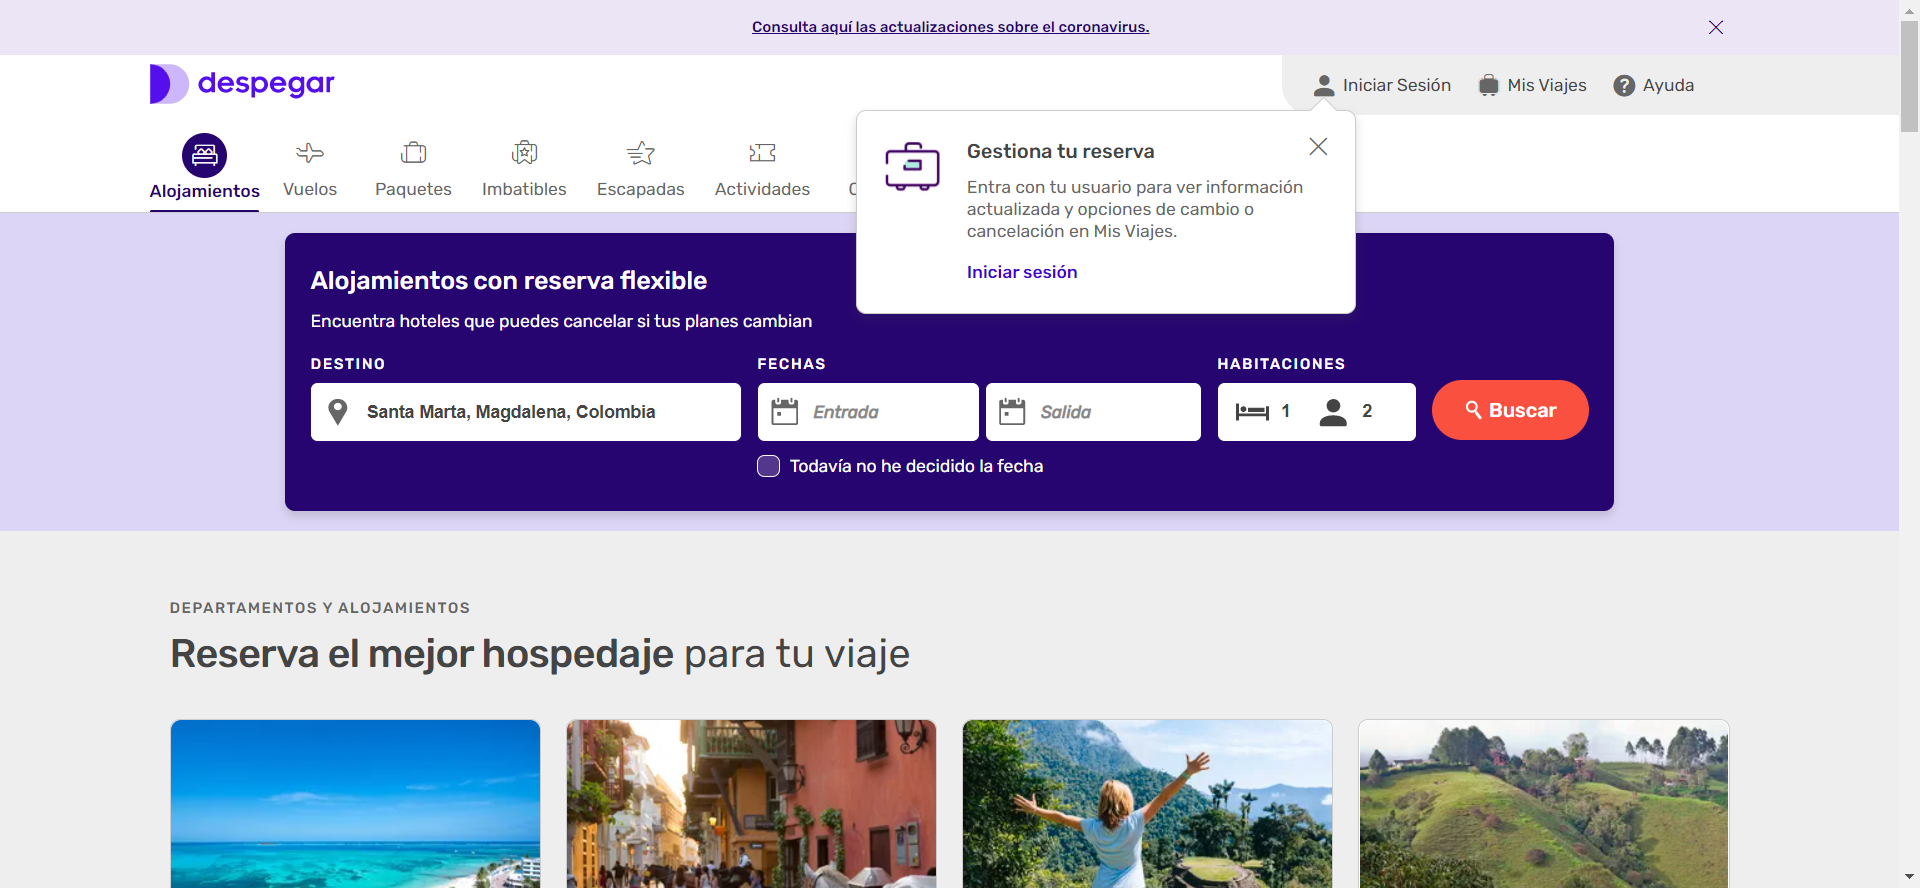 Consulta aquí las actualizaciones sobre el coronavirus.
despegar
Iniciar Sesión
Mis Viajes
Ayuda
Alojamientos
Vuelos
Paquetes
Imbatibles
Escapadas
Actividades
Gestiona tu reserva
Entra con tu usuario para ver información
actualizada y opciones de cambio o
cancelación en Mis Viajes.
Iniciar sesión
Alojamientos con reserva flexible
Encuentra hoteles que puedes cancelar si tus planes cambian
DESTINO
Santa Marta, Magdalena, Colombia
FECHAS
Entrada
Salida
HABITACIONES
1
2
Buscar
Todavía no he decidido la fecha
DEPARTAMENTOS Y ALOJAMIENTOS
Reserva el mejor hospedaje para tu viaje